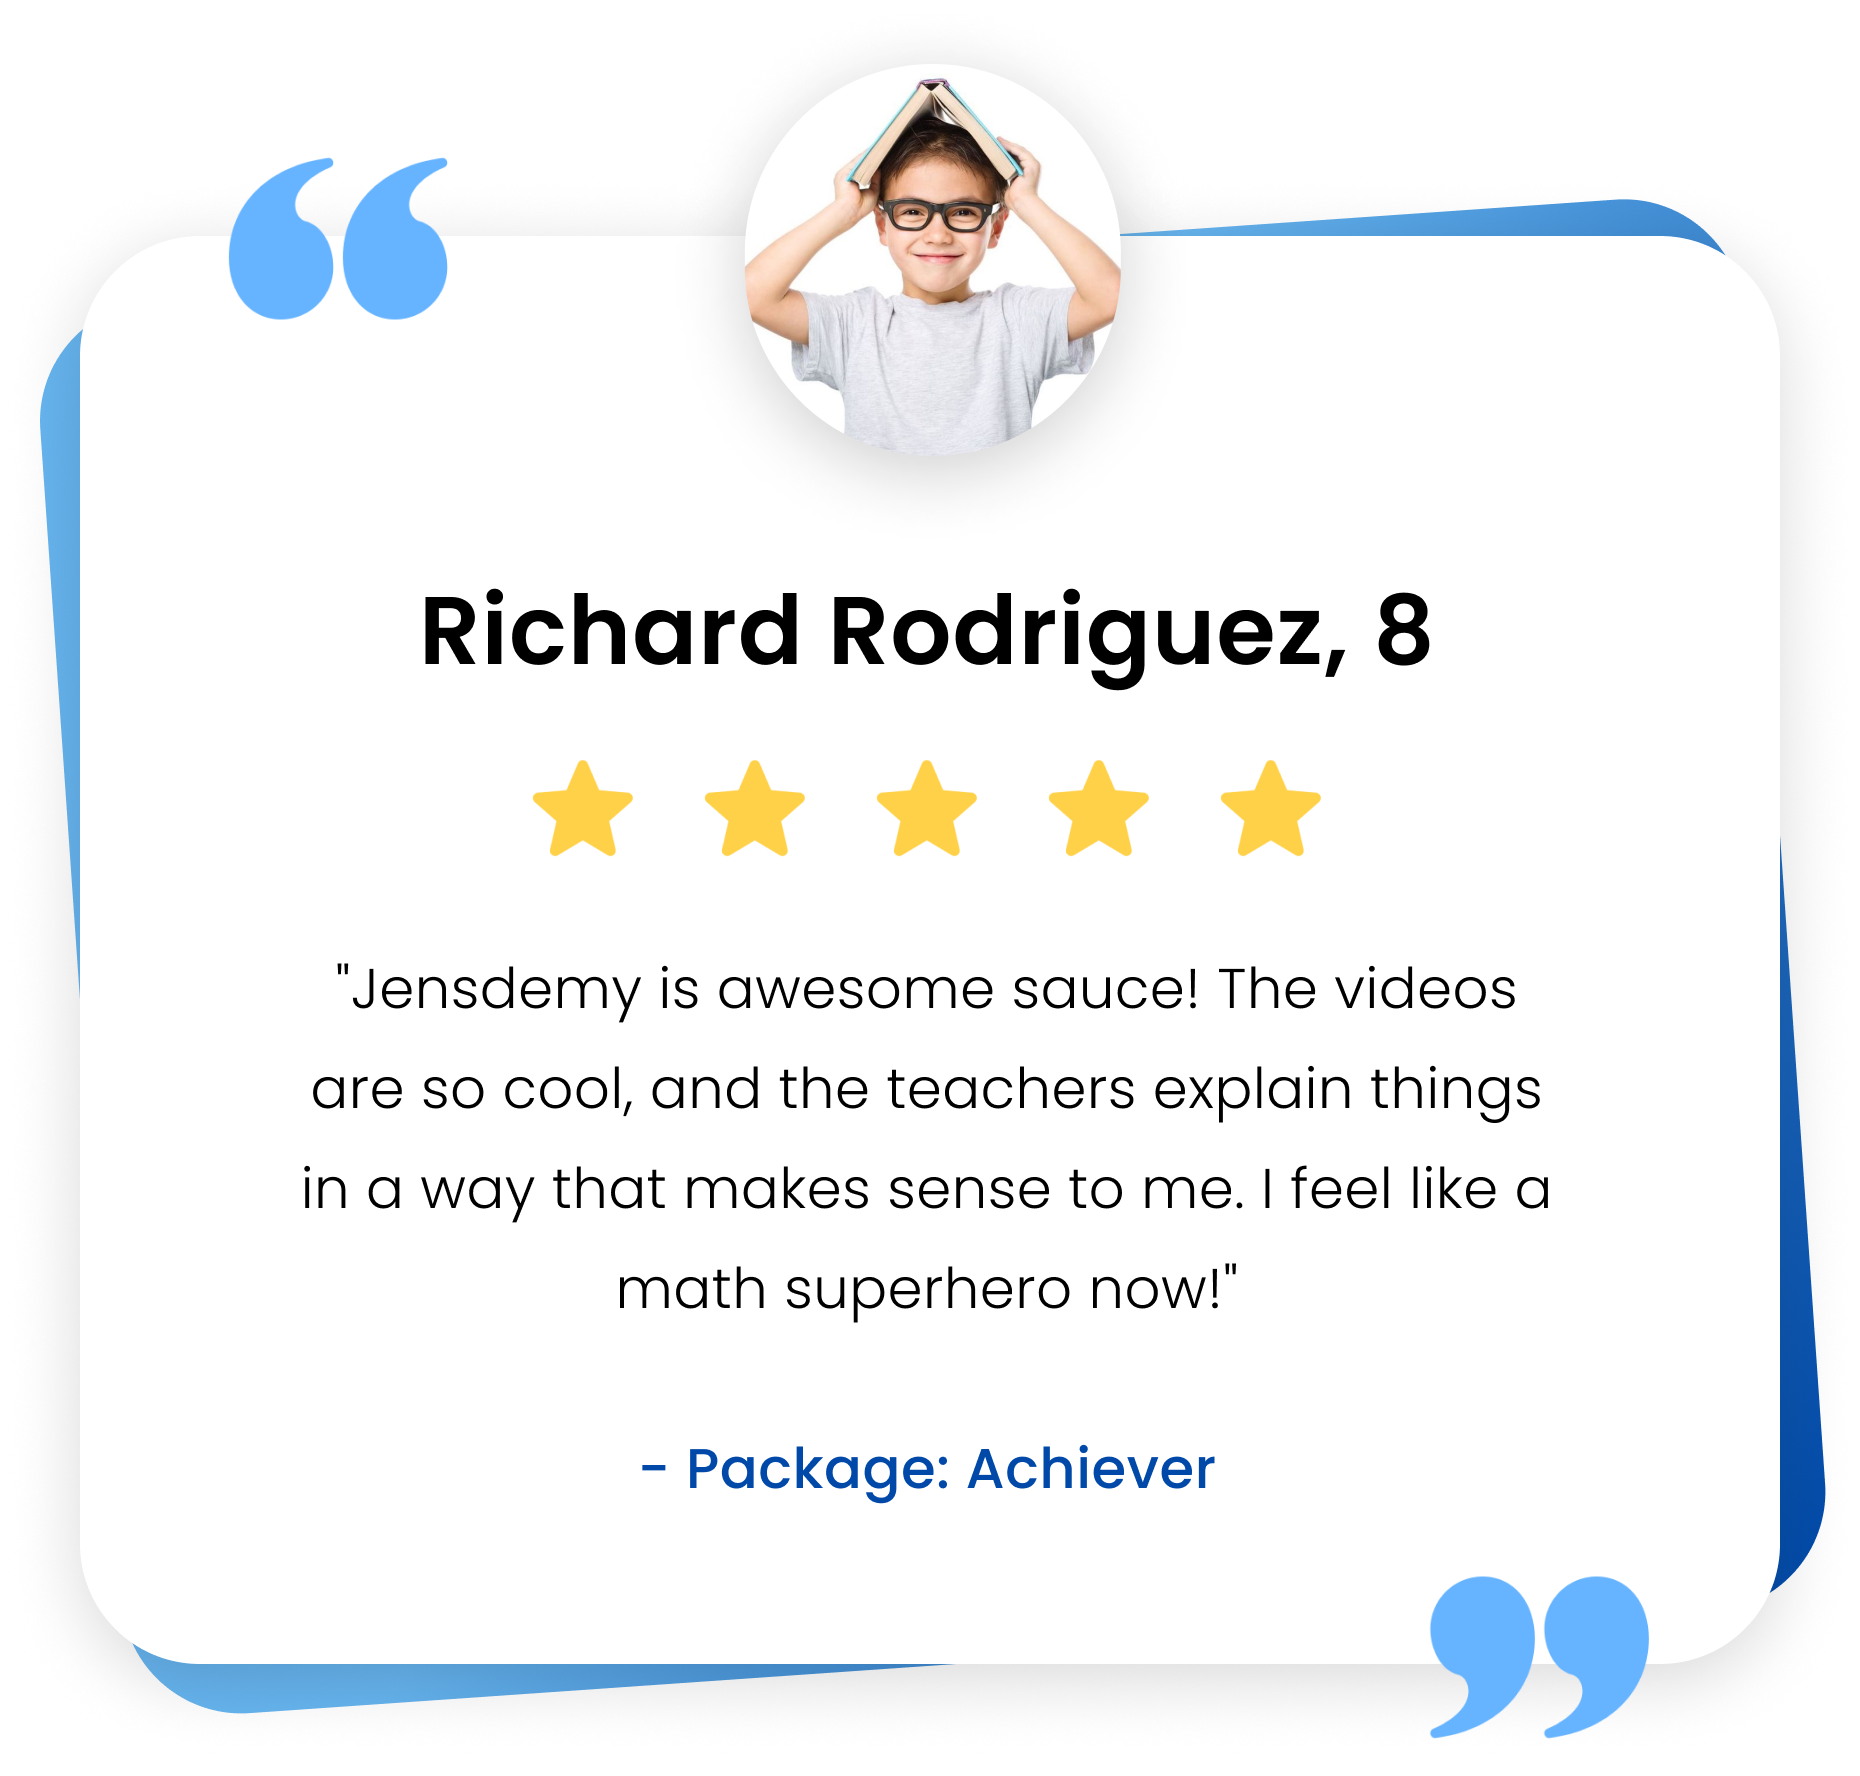 Richard Rodriguez, 8
"Jensdemy is awesome sauce! The videos
are so cool, and the teachers explain things
in a way that makes sense to me. I feel like a
math superhero now!"
- Package: Achiever